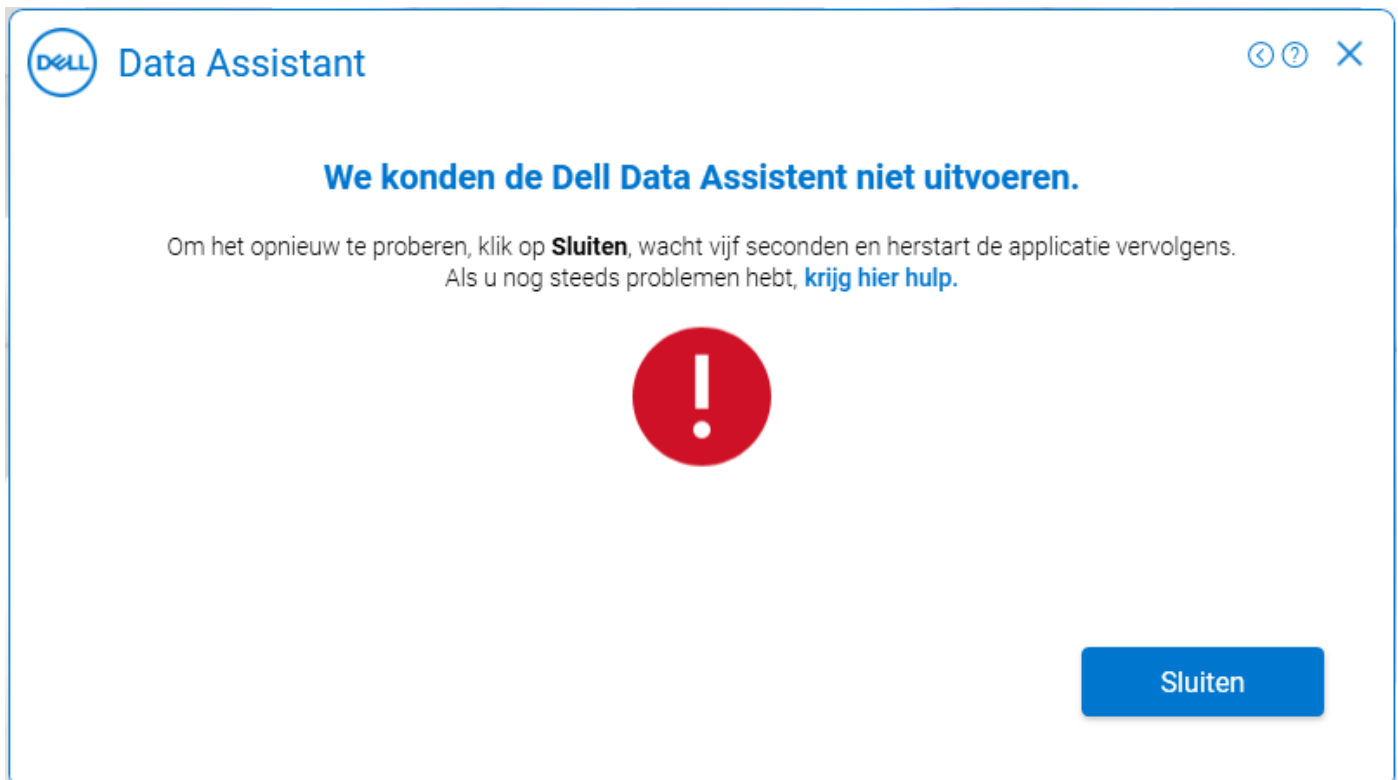 DELL Data Assistant
We konden de Dell Data Assistent niet uitvoeren.
Om het opnieuw te proberen, klik op Sluiten, wacht vijf seconden en herstart de applicatie vervolgens.
Als u nog steeds problemen hebt, krijg hier hulp.
Sluiten